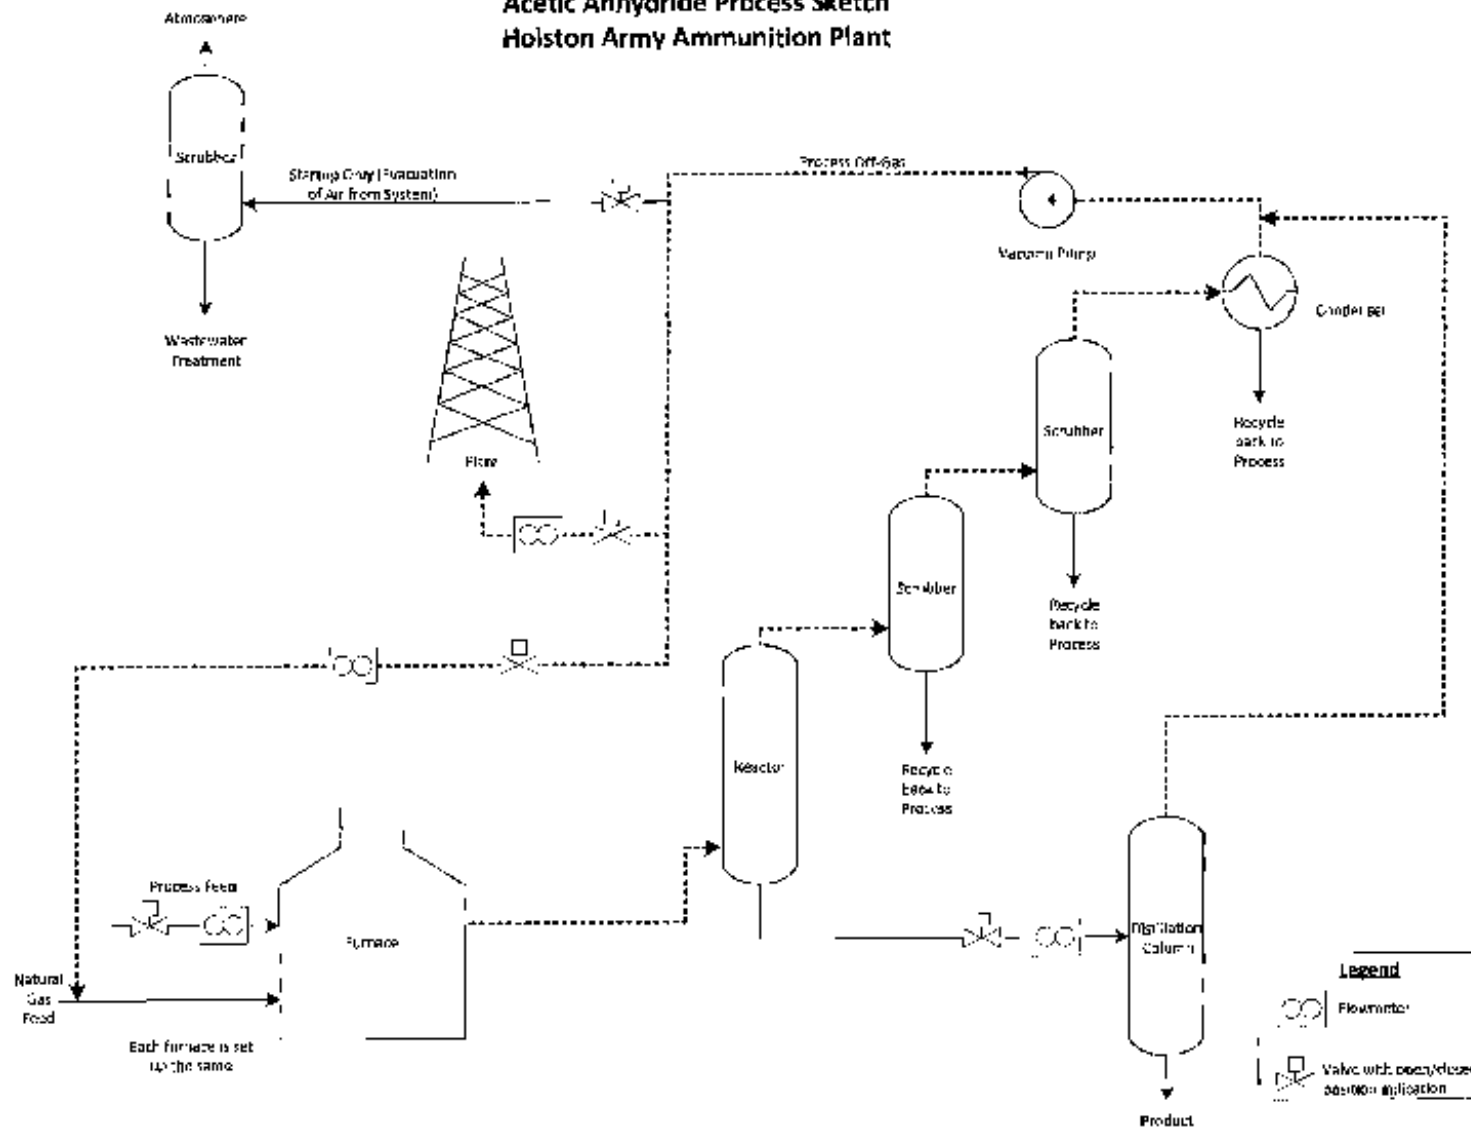 Acetic Anhydride Process Sketch
Holston Army Ammunition Plant
Atmosphere
Scrubber
Startup Only (Evacuation
of Air from System)
Process Off-Gas
Vacuum Pump
Wastewater
Treatment
Condenser
Flare
Scrubber
Recycle
back to
Process
Scrubber
Recycle
back to
Process
Reactor
Recycle
back to
Process
Process Feed
Furnace
Distillation
Column
Natural
Gas
Feed
Each furnace is set
up the same
Legend
Flowmeter
Valve with open/closed
position indication
Product